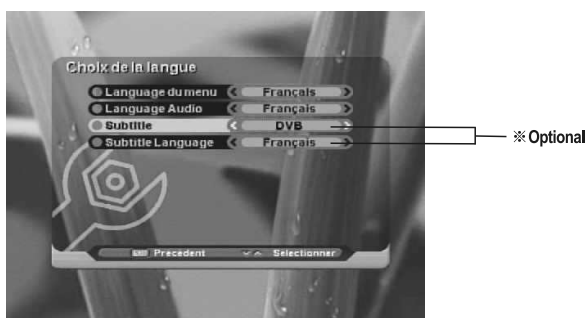 Choix de la langue
Language du menu Français
Language Audio Français
Subtitle DVB
Subtitle Language Français
※Optional
Precedent Selectionner